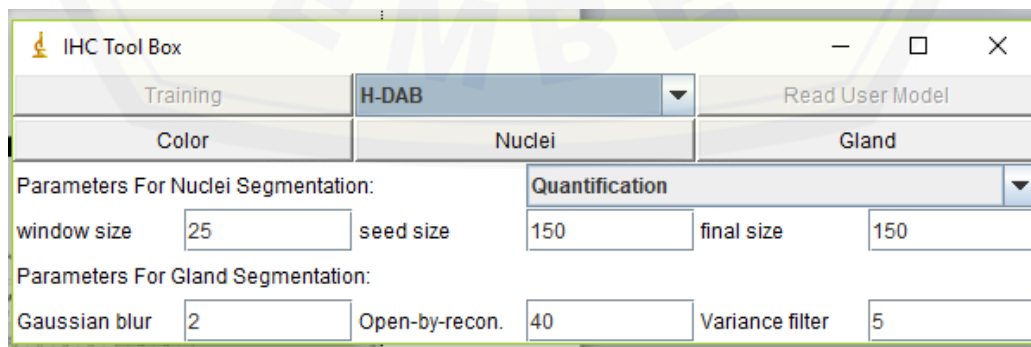 IHC Tool Box
Training H-DAB Read User Model
Color Nuclei Gland
Parameters For Nuclei Segmentation: Quantification
window size 25 seed size 150 final size 150
Parameters For Gland Segmentation:
Gaussian blur 2 Open-by-recon. 40 Variance filter 5